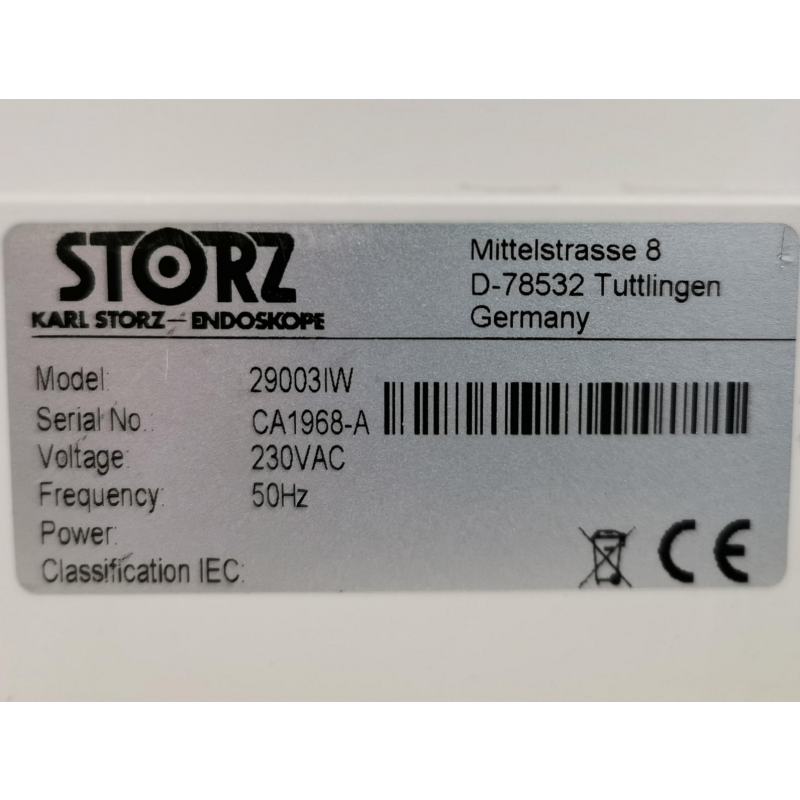 STORZ
KARL STORZ—ENDOSKOPE
Mittelstrasse 8
D-78532 Tuttlingen
Germany
Model: 29003IW
Serial No.: CA1968-A
Voltage: 230VAC
Frequency: 50Hz
Power:
Classification IEC:
CE